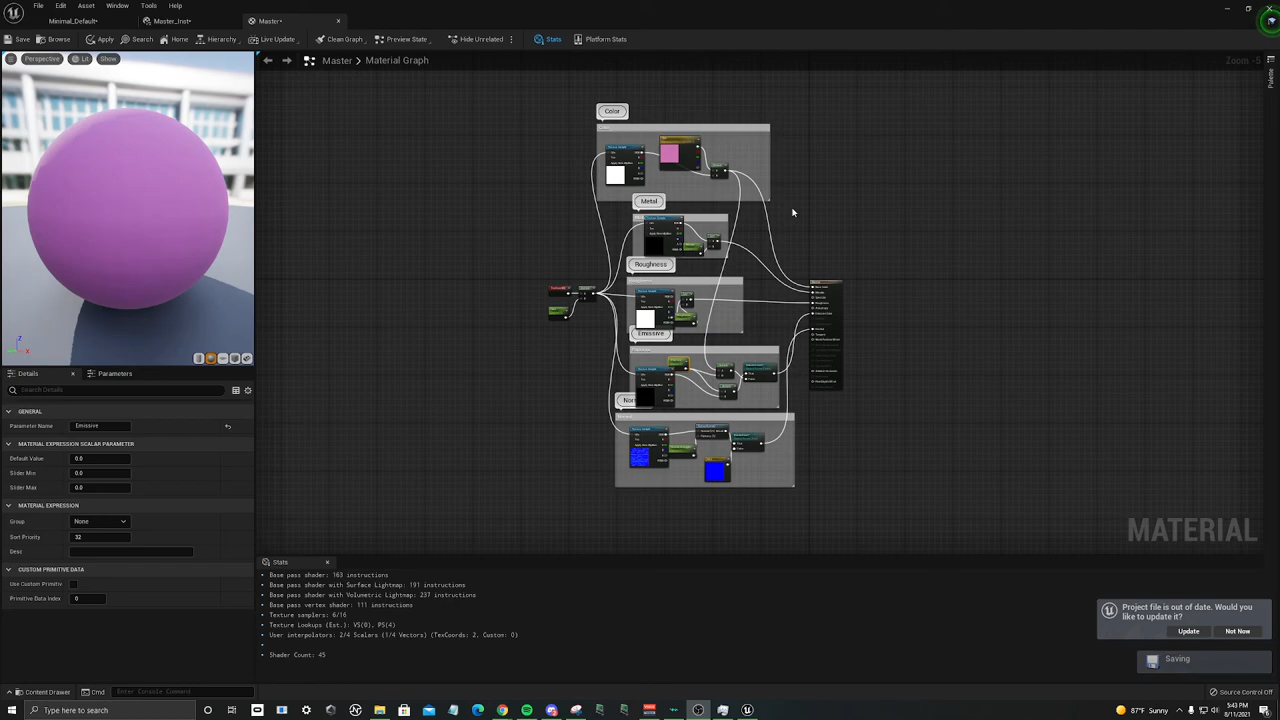 File Edit Asset Window Tools Help
Minimal_Default* Master_Inst* Master*
Save Browse Apply Search Home Hierarchy Live Update Clean Graph Preview State Hide Unrelated Stats Platform Stats
Perspective Lit Show
Master > Material Graph
Zoom -5
Palette
Color
Metal
Roughness
Emissive
Details Parameters
Search Details
GENERAL
Parameter Name Emissive
MATERIAL EXPRESSION SCALAR PARAMETER
Default Value 0.0
Slider Min 0.0
Slider Max 0.0
MATERIAL EXPRESSION
Group None
Sort Priority 32
Desc
CUSTOM PRIMITIVE DATA
Use Custom Primitiv
Primitive Data Index 0
MATERIAL
Stats
Base pass shader: 163 instructions
Base pass shader with Surface Lightmap: 191 instructions
Base pass shader with Volumetric Lightmap: 237 instructions
Base pass vertex shader: 111 instructions
Texture samplers: 6/16
Texture Lookups (Est.): VS(0), PS(4)
User interpolators: 2/4 Scalars (1/4 Vectors) (TexCoords: 2, Custom: 0)
Shader Count: 45
Project file is out of date. Would you
like to update it?
Update Not Now
Saving
Content Drawer Cmd Enter Console Command
Source Control Off
Type here to search
87°F Sunny
9:43 PM
8/11/2021